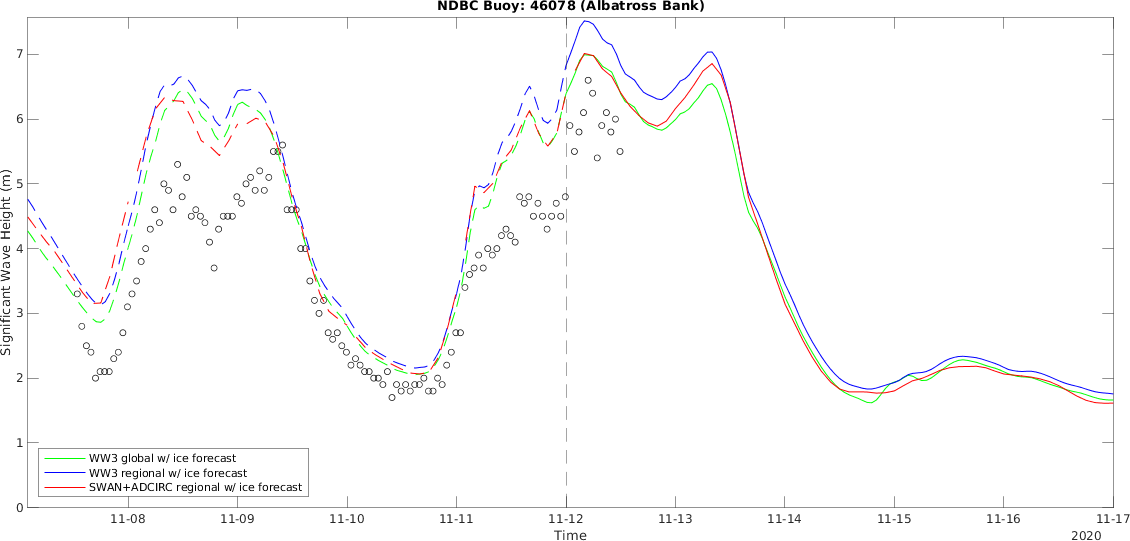 NDBC Buoy: 46078 (Albatross Bank)
Significant Wave Height (m)
7
6
5
4
3
2
1
0
WW3 global w/ ice forecast
WW3 regional w/ ice forecast
SWAN+ADCIRC regional w/ ice forecast
11-08 11-09 11-10 11-11 11-12 11-13 11-14 11-15 11-16 11-17
Time
2020